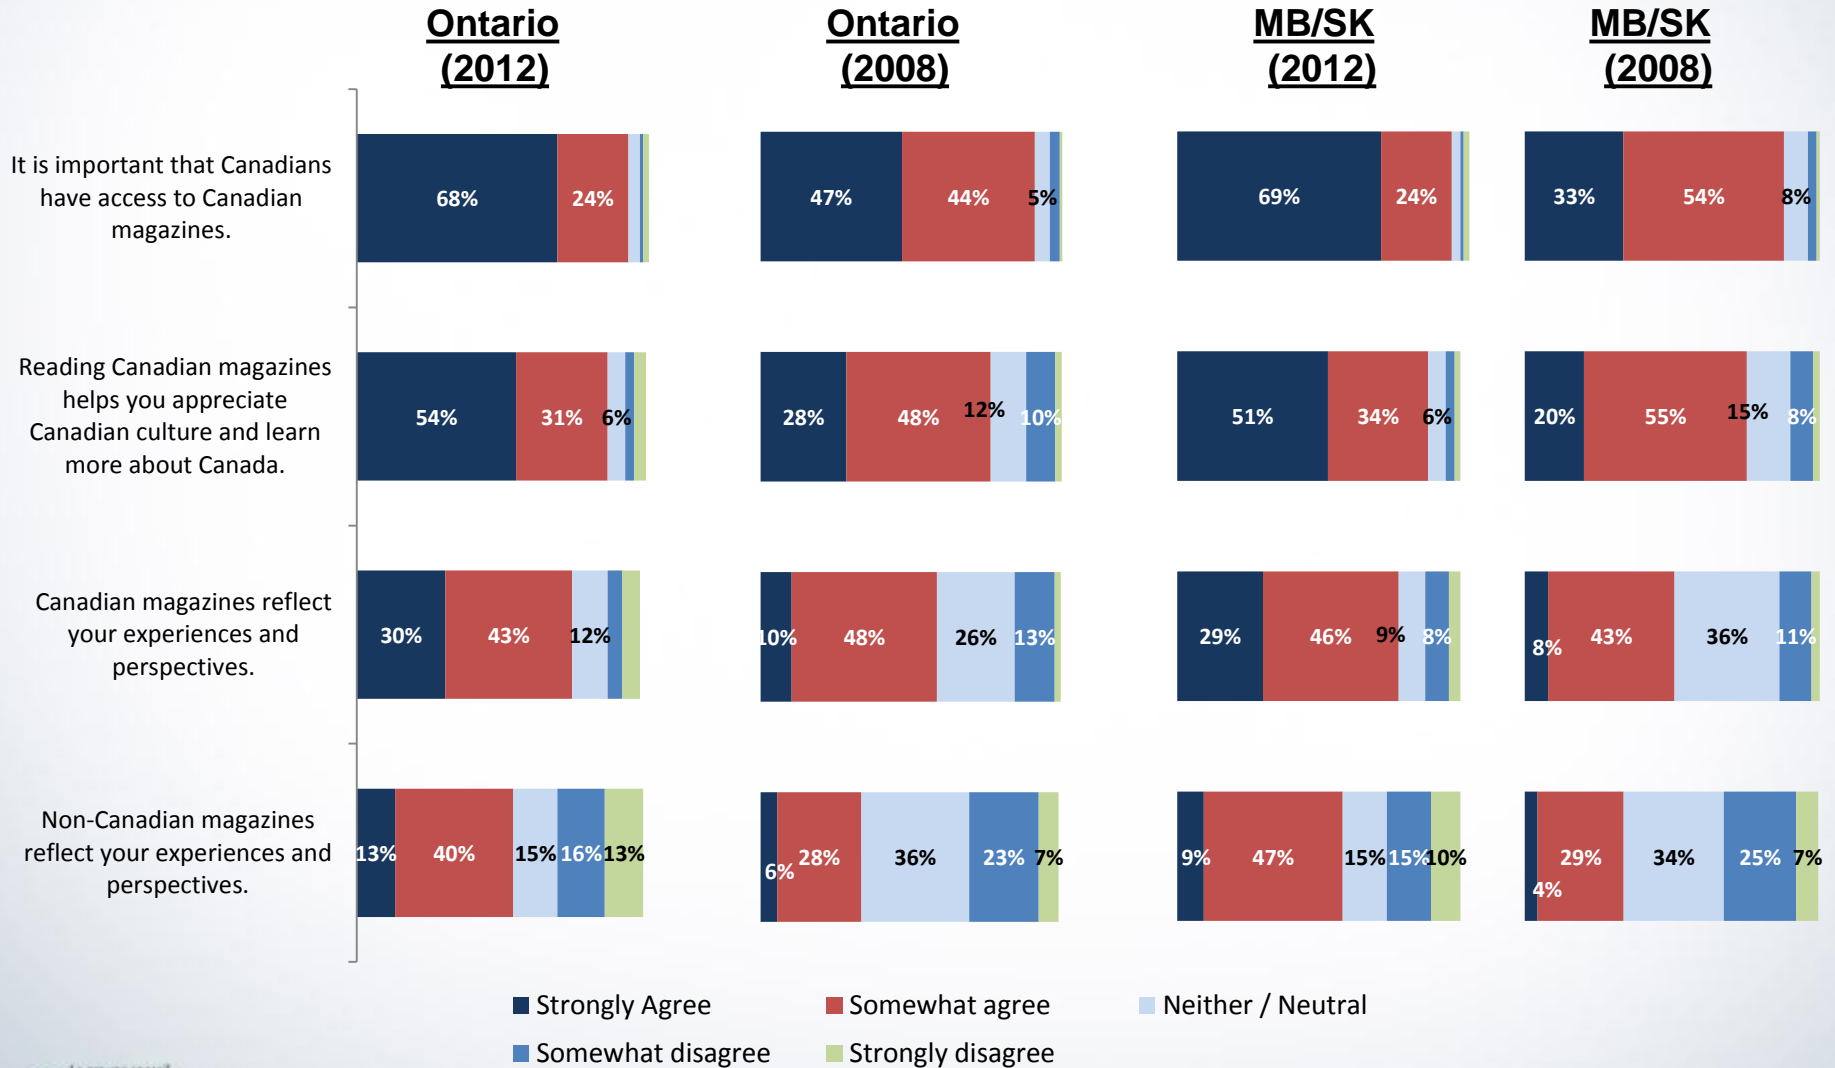 Ontario
(2012)
Ontario
(2008)
MB/SK
(2012)
MB/SK
(2008)
It is important that Canadians
have access to Canadian
magazines.
68% 24%
47% 44% 5%
69% 24%
33% 54% 8%
Reading Canadian magazines
helps you appreciate
Canadian culture and learn
more about Canada.
54% 31% 6%
28% 48% 12% 10%
51% 34% 6%
20% 55% 15% 8%
Canadian magazines reflect
your experiences and
perspectives.
30% 43% 12%
10% 48% 26% 13%
29% 46% 9% 8%
8% 43% 36% 11%
Non-Canadian magazines
reflect your experiences and
perspectives.
13% 40% 15% 16% 13%
6% 28% 36% 23% 7%
9% 47% 15% 15% 10%
4% 29% 34% 25% 7%
Strongly Agree
Somewhat agree
Neither / Neutral
Somewhat disagree
Strongly disagree